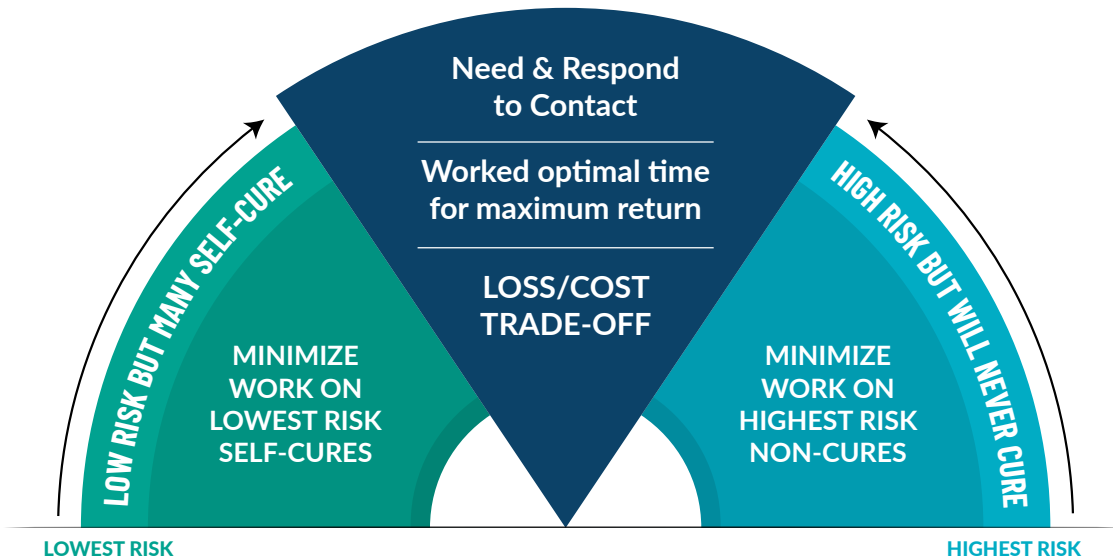 Need & Respond
to Contact
Worked optimal time
for maximum return
LOSS/COST
TRADE-OFF
LOW RISK BUT MANY SELF-CURE
MINIMIZE
WORK ON
LOWEST RISK
SELF-CURES
HIGH RISK BUT WILL NEVER CURE
MINIMIZE
WORK ON
HIGHEST RISK
NON-CURES
LOWEST RISK
HIGHEST RISK